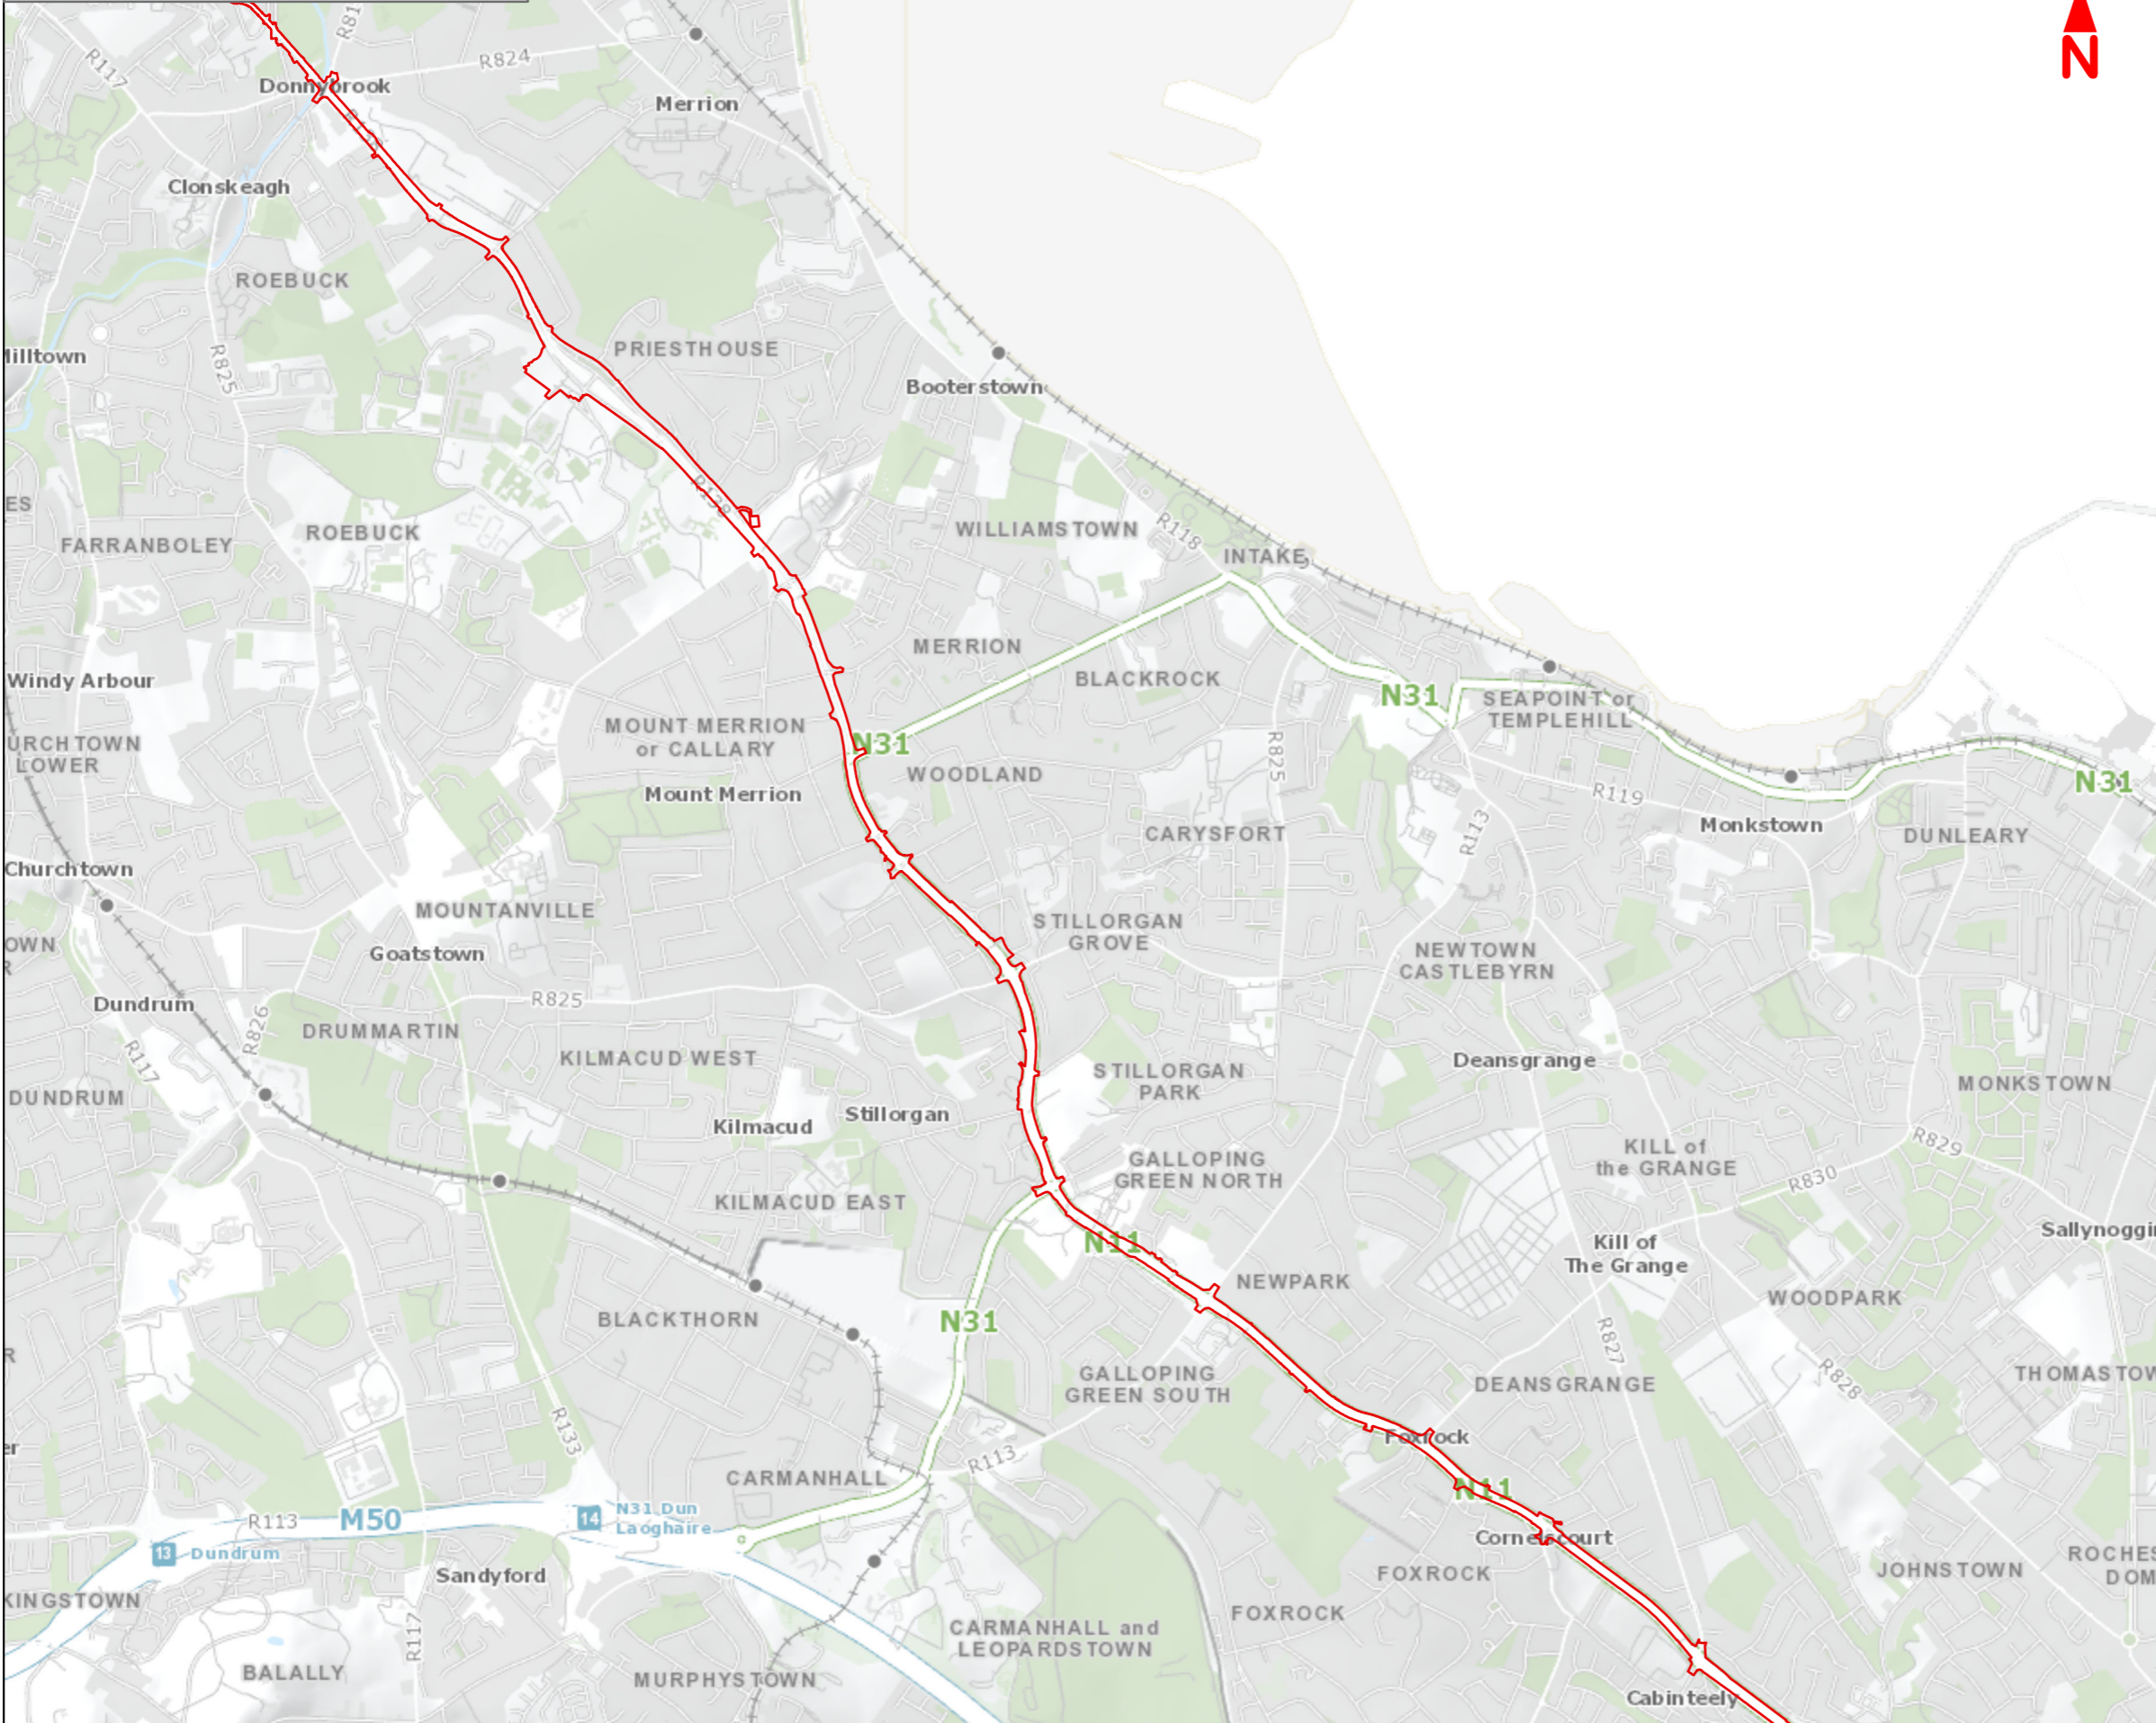 R81
N
R117
R824
Donnybrook
Merrion
Clonskeagh
ROEBUCK
Milltown
R825
PRIESTHOUSE
Booterstown
R138
ES
ROEBUCK
FARRANBOLEY
WILLIAMSTOWN
R118
INTAKE
MERRION
BLACKROCK
Windy Arbour
N31
SEAPOINT or
TEMPLEHILL
MOUNT MERRION
or CALLARY
URCHTOWN
LOWER
N31
WOODLAND
R825
N31
Mount Merrion
R119
Monkstown
R113
CARYSFORT
DUNLEARY
Churchtown
MOUNTANVILLE
STILLORGAN
GROVE
OWN
R
Goatstown
NEWTOWN
CASTLEBYRN
Dundrum
R825
R826
DRUMMARTIN
KILMACUD WEST
R117
Deansgrange
STILLORGAN
PARK
MONKSTOWN
DUNDRUM
Kilmacud
Stillorgan
R829
KILL of
the GRANGE
GALLOPING
GREEN NORTH
R830
KILMACUD EAST
Sallynoggi
N11
Kill of
The Grange
NEWPARK
WOODPARK
BLACKTHORN
N31
R827
R
R828
GALLOPING
GREEN SOUTH
DEANSGRANGE
THOMASTOW
R133
er
Foxrock
R113
CARMANHALL
N11
M50
R113
14
N31 Dun
Laoghaire
Cornelscourt
13
Dundrum
Sandyford
FOXROCK
JOHNSTOWN
ROCHES
DOM
KINGSTOWN
FOXROCK
R117
CARMANHALL and
LEOPARDSTOWN
BALALLY
MURPHYSTOWN
Cabinteely